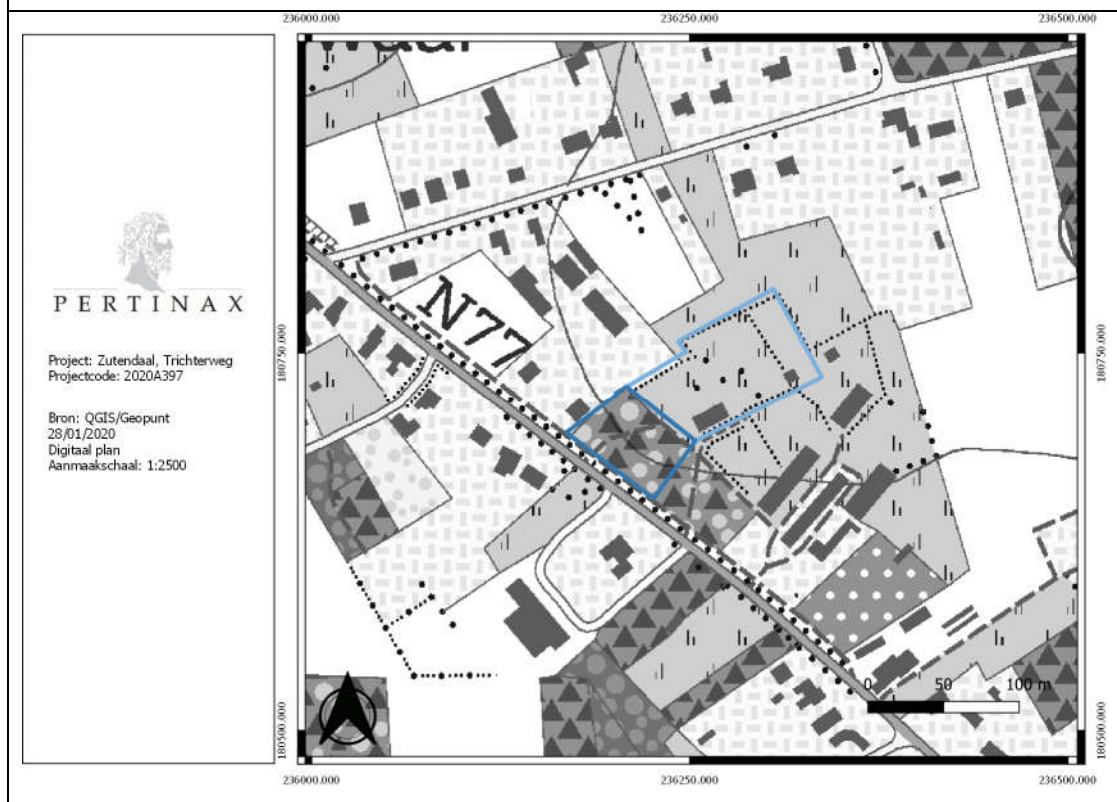 236000.000
236250.000
236500.000
PERTINAX
Project: Zutendaal, Trichterweg
Projectcode: 2020A397
Bron: QGIS/Geopunt
28/01/2020
Digitaal plan
Aanmaakschaal: 1:2500
180750.000
180750.000
N77
0
50
100 m
180500.000
180500.000
236000.000
236250.000
236500.000